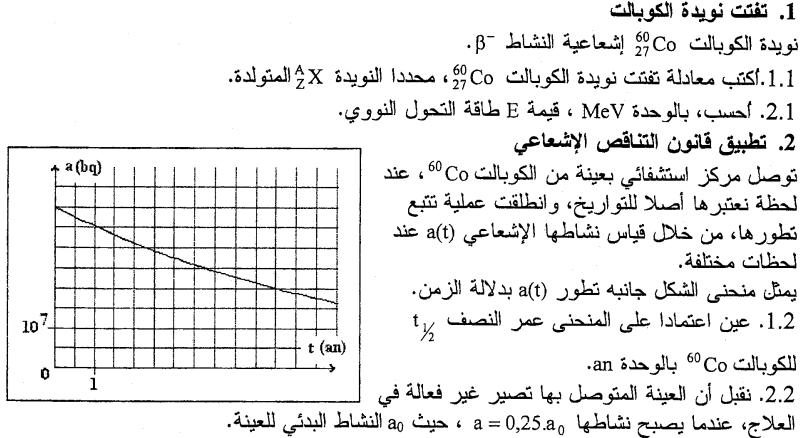 1. تفتت نويدة الكوبالت
نويدة الكوبالت ⁶⁰₂₇Co إشعاعية النشاط β⁻.
1.1.أكتب معادلة تفتت نويدة الكوبالت ⁶⁰₂₇Co، محددا النويدة ᴬ_ZX المتولدة.
2.1. أحسب، بالوحدة MeV ، قيمة E طاقة التحول النووي.
2. تطبيق قانون التناقص الإشعاعي
توصل مركز استشفائي بعينة من الكوبالت ⁶⁰Co، عند
لحظة نعتبرها أصلا للتواريخ، وانطلقت عملية تتبع
تطورها، من خلال قياس نشاطها الإشعاعي a(t) عند
لحظات مختلفة.
يمثل منحنى الشكل جانبه تطور a(t) بدلالة الزمن.
1.2. عين اعتمادا على المنحنى عمر النصف t½
للكوبالت ⁶⁰Co بالوحدة an.
2.2. نقبل أن العينة المتوصل بها تصير غير فعالة في
العلاج، عندما يصبح نشاطها a = 0,25.a₀ ، حيث a₀ النشاط البدئي للعينة.
a (bq)
10⁷
t (an)
0
1